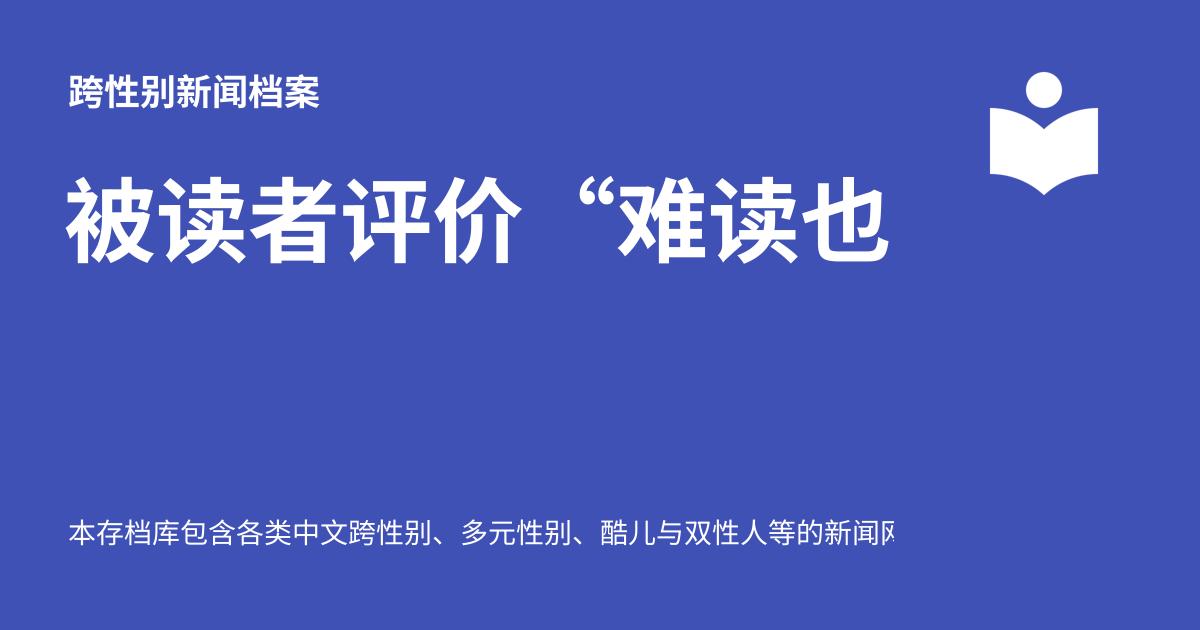 跨性别新闻档案
被读者评价“难读也
本存档库包含各类中文跨性别、多元性别、酷儿与双性人等的新闻